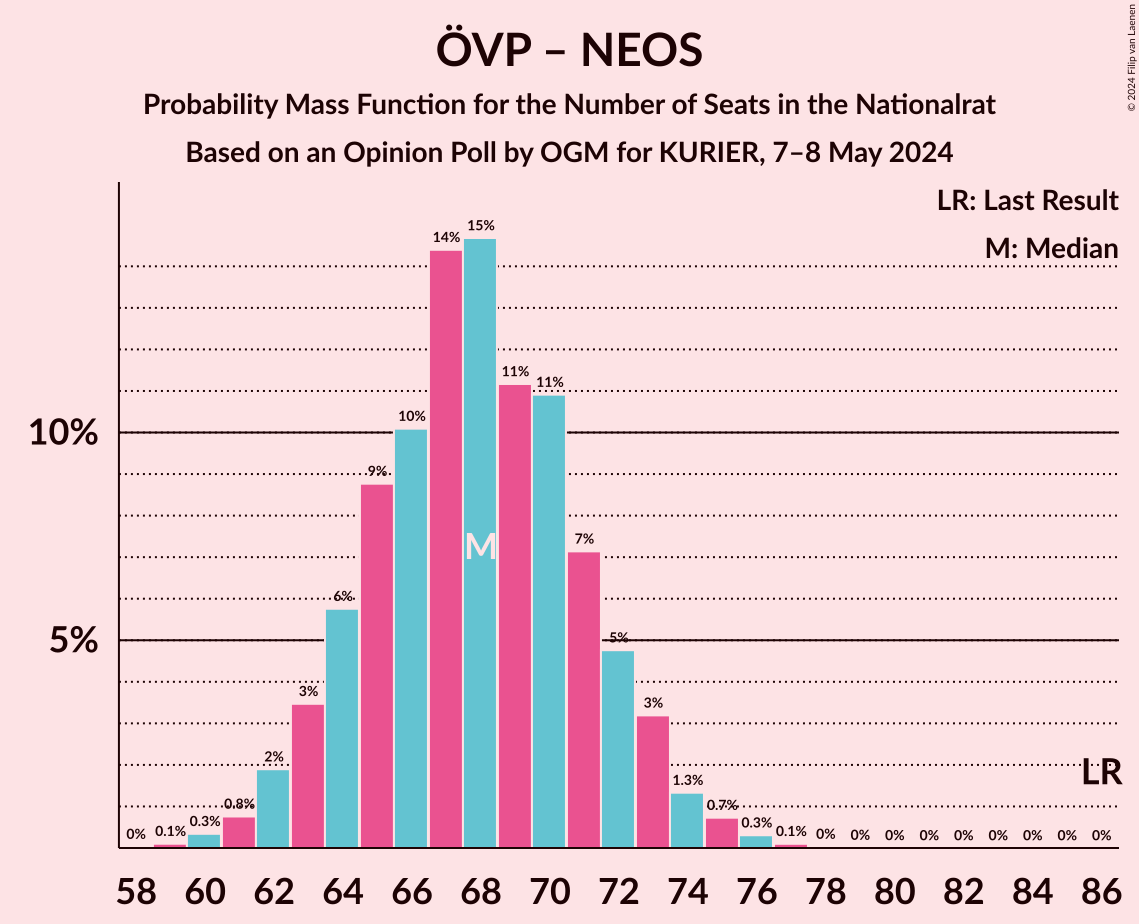 © 2024 Filip van Laenen
ÖVP – NEOS
Probability Mass Function for the Number of Seats in the Nationalrat
Based on an Opinion Poll by OGM for KURIER, 7–8 May 2024
LR: Last Result
M: Median
10%
5%
0% 0.1% 0.3% 0.8% 2% 3% 6% 9% 10% 14% 15% 11% 11% 7% 5% 3% 1.3% 0.7% 0.3% 0.1% 0% 0% 0% 0% 0% 0% 0% 0% 0%
M
LR
58 60 62 64 66 68 70 72 74 76 78 80 82 84 86